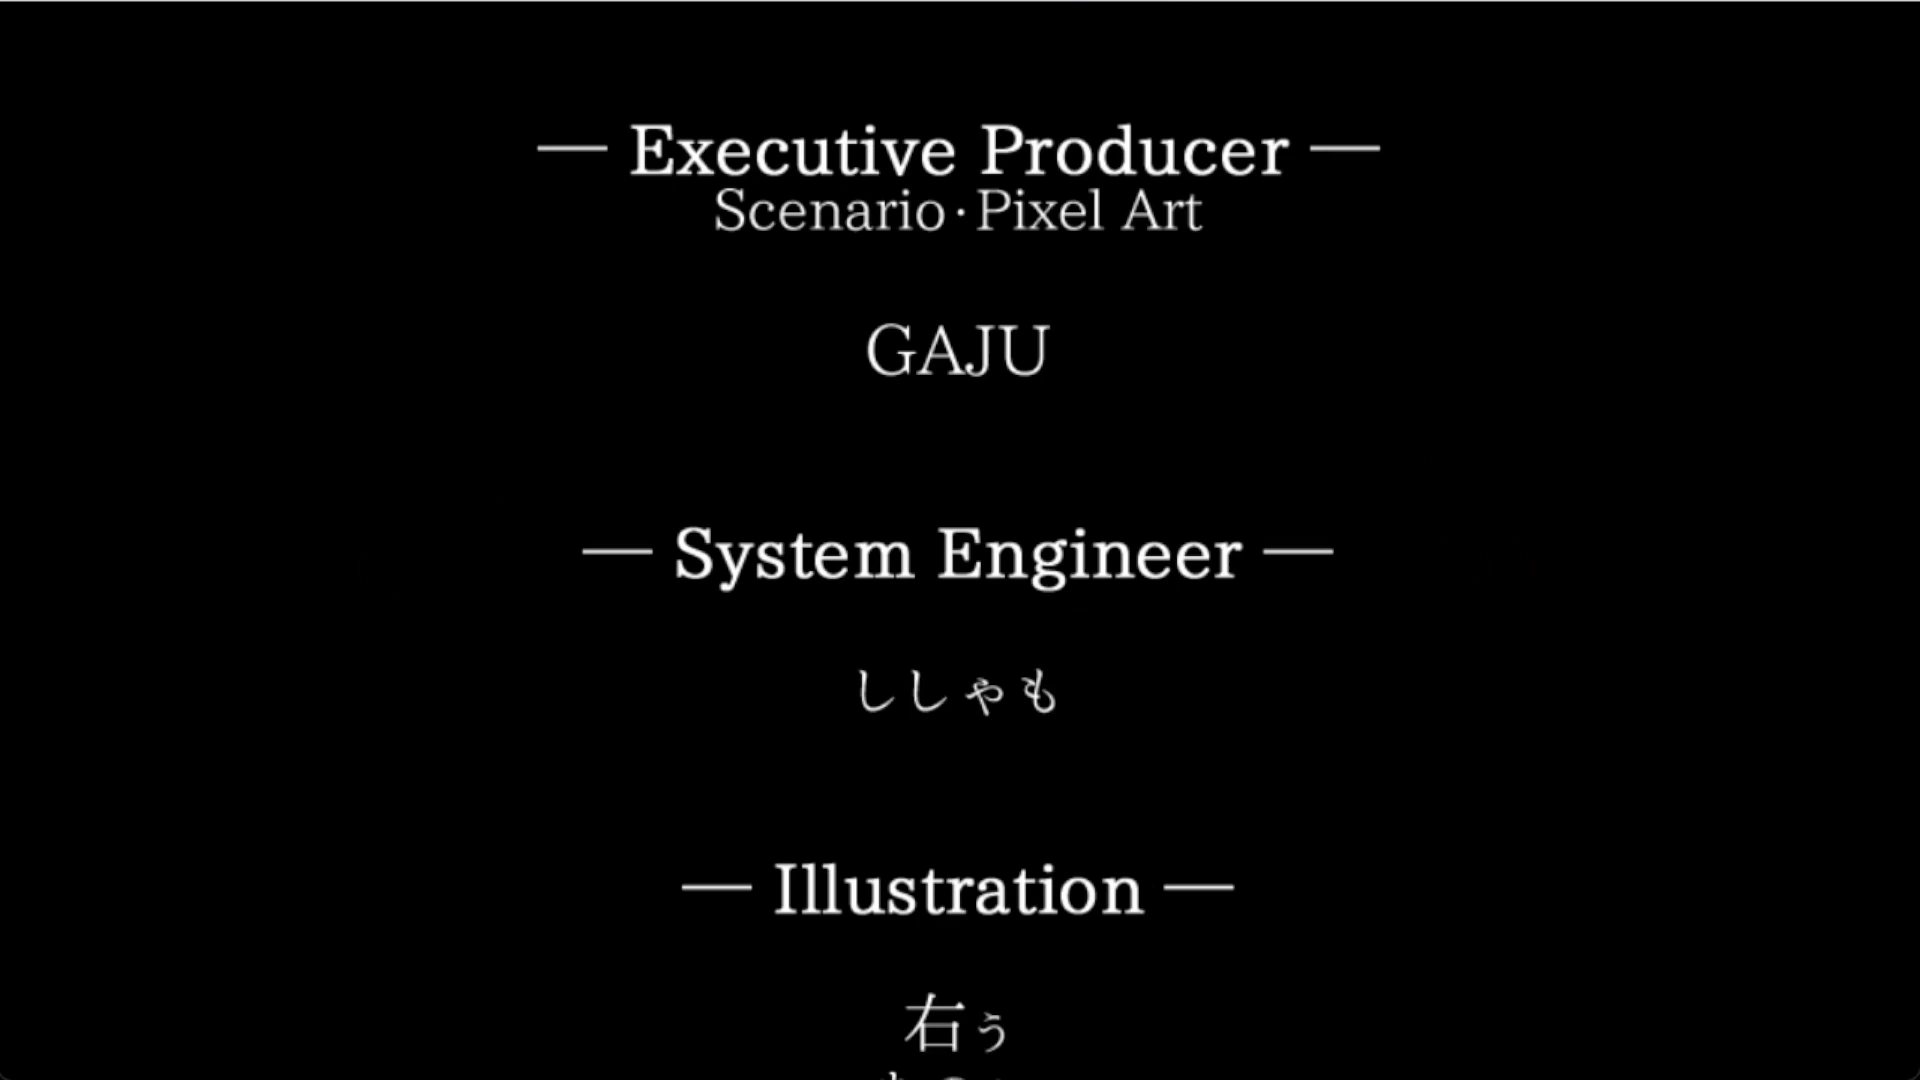 — Executive Producer —
Scenario·Pixel Art
GAJU
— System Engineer —
ししゃも
— Illustration —
右ぅ